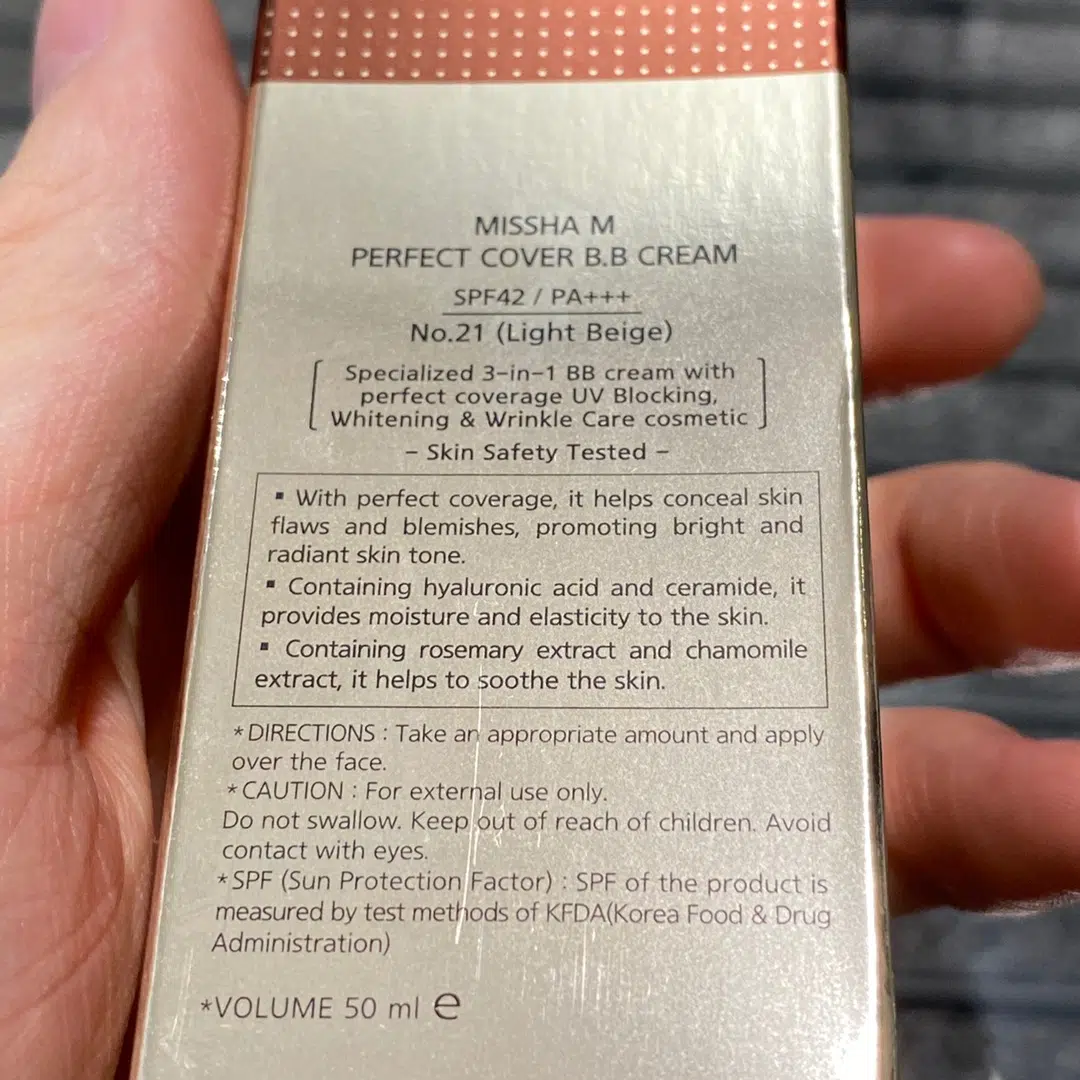 MISSHA M
PERFECT COVER B.B CREAM
SPF42 / PA+++
No.21 (Light Beige)
Specialized 3-in-1 BB cream with
perfect coverage UV Blocking,
Whitening & Wrinkle Care cosmetic
- Skin Safety Tested -
▪ With perfect coverage, it helps conceal skin
flaws and blemishes, promoting bright and
radiant skin tone.
▪ Containing hyaluronic acid and ceramide, it
provides moisture and elasticity to the skin.
▪ Containing rosemary extract and chamomile
extract, it helps to soothe the skin.
*DIRECTIONS : Take an appropriate amount and apply
over the face.
*CAUTION : For external use only.
Do not swallow. Keep out of reach of children. Avoid
contact with eyes.
*SPF (Sun Protection Factor) : SPF of the product is
measured by test methods of KFDA(Korea Food & Drug
Administration)
*VOLUME 50 ml ℮